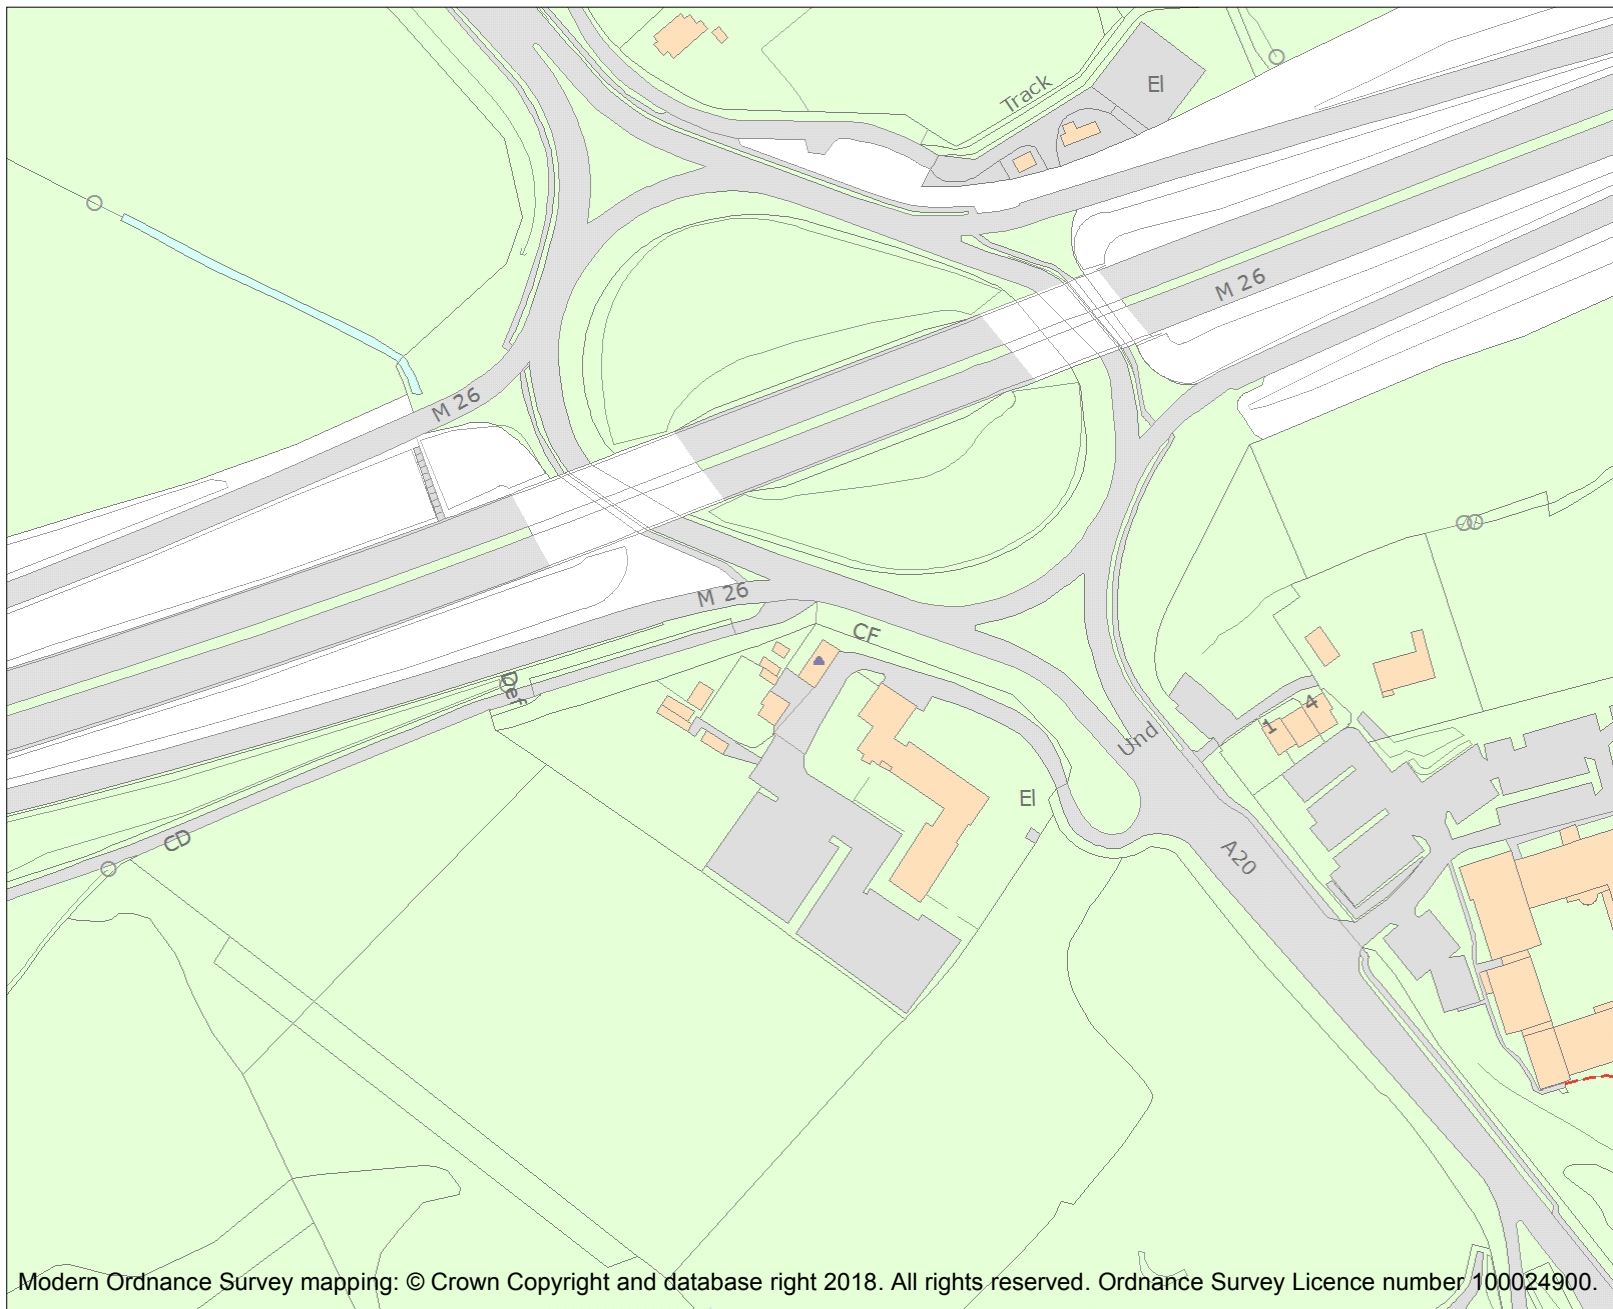 Track
El
M 26
M 26
M 26
CF
Def
Und
1
4
El
CD
A20
Modern Ordnance Survey mapping: © Crown Copyright and database right 2018. All rights reserved. Ordnance Survey Licence number 100024900.